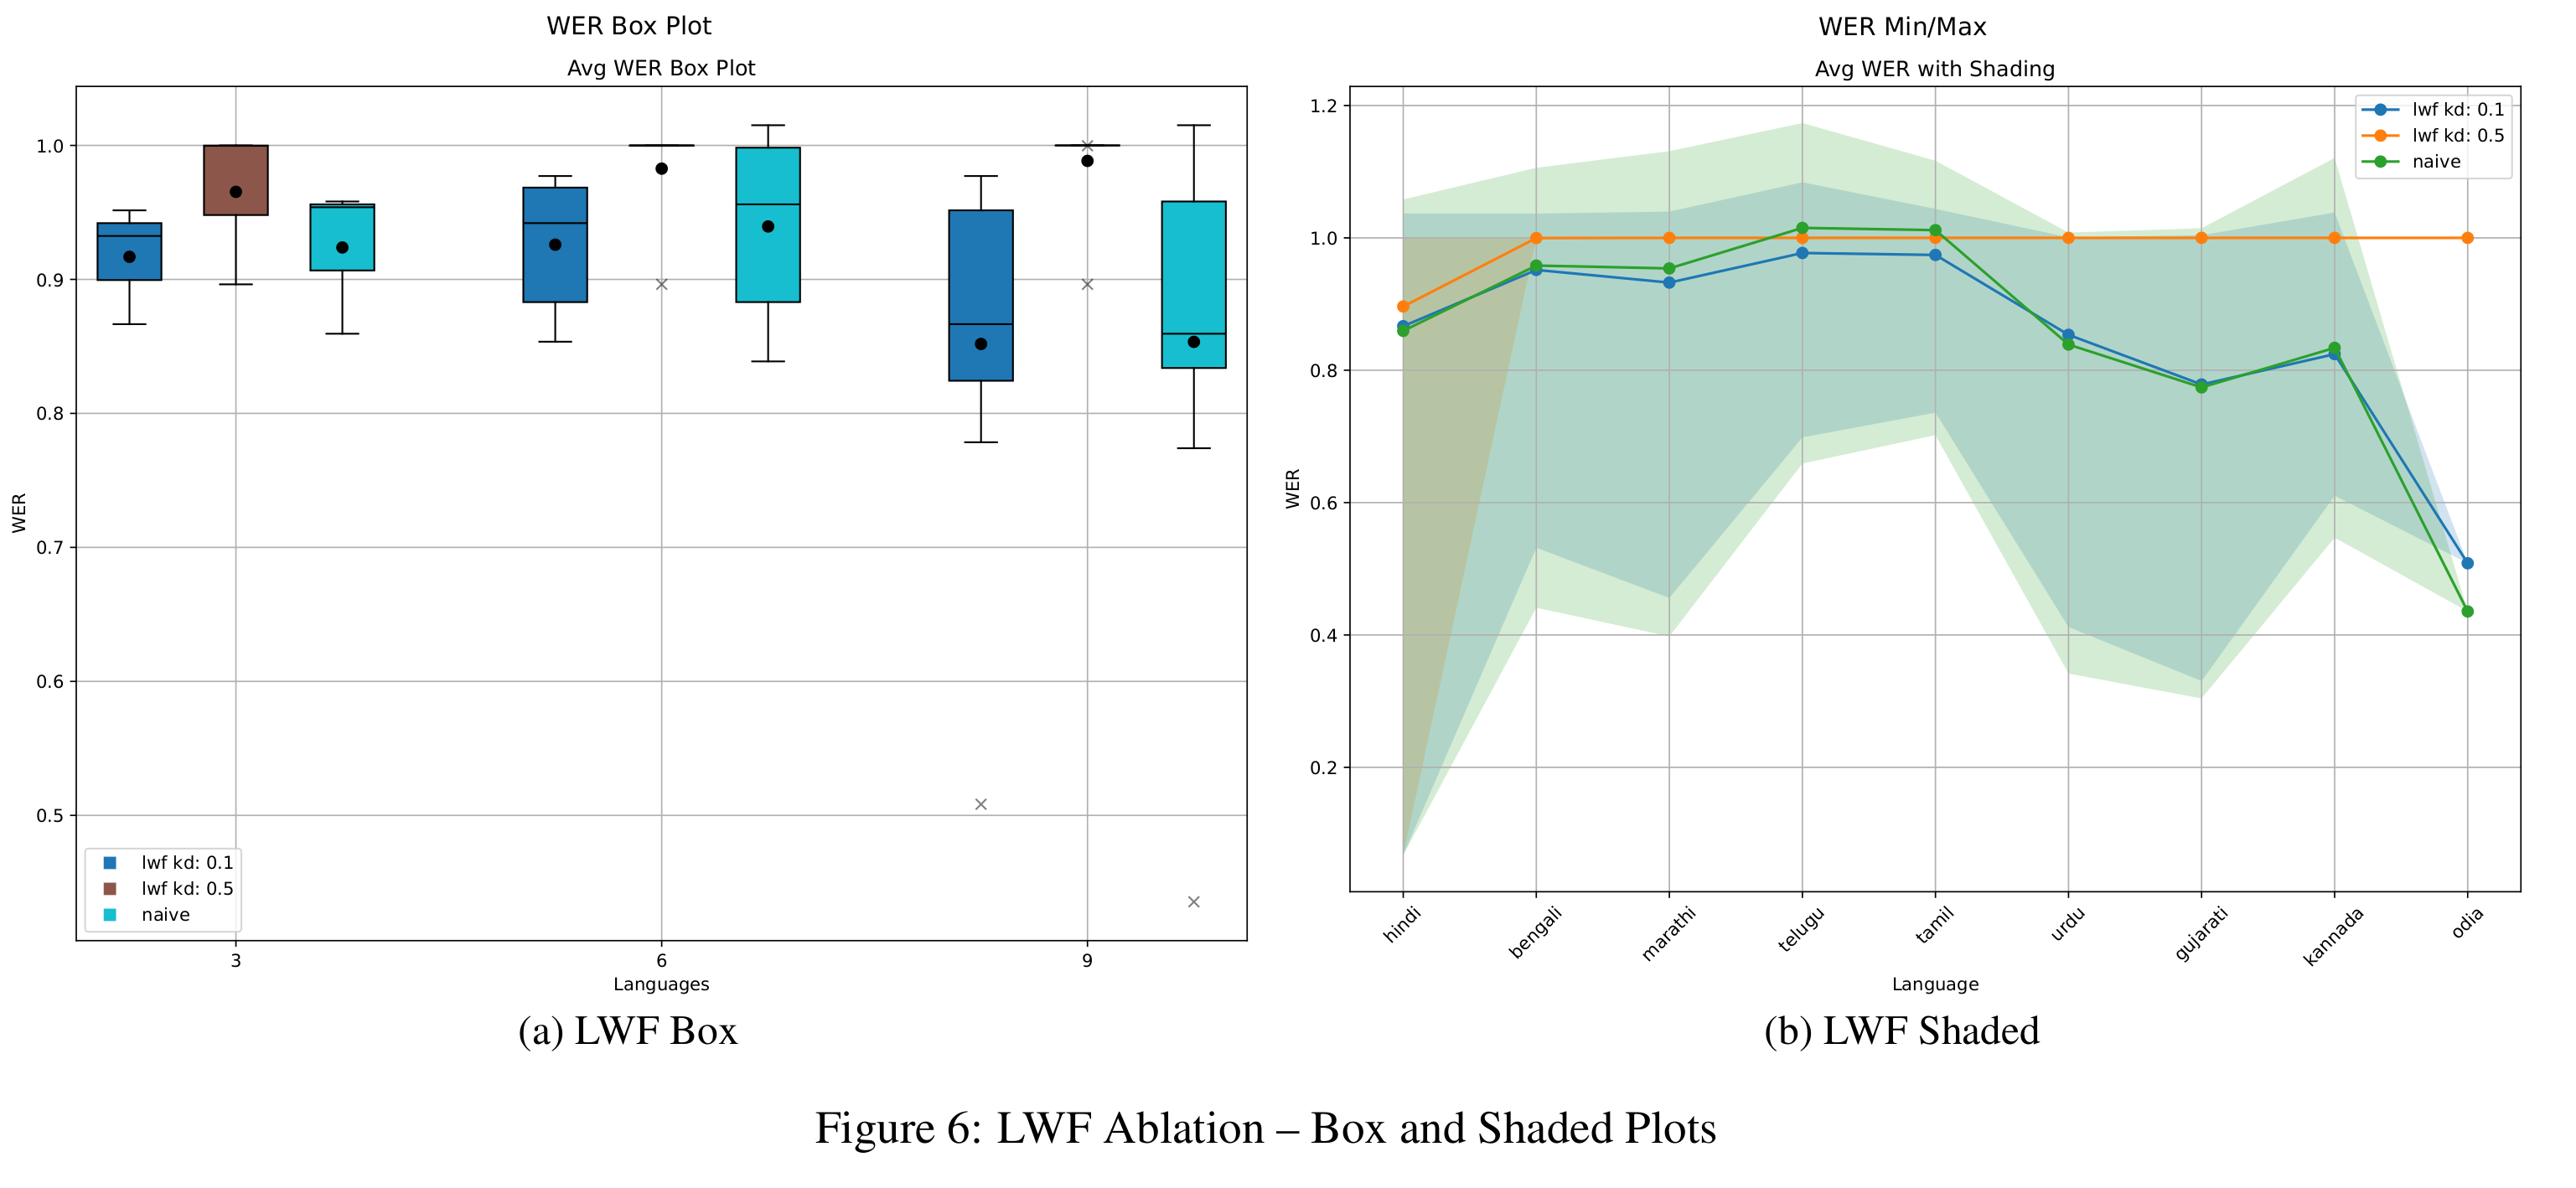 WER Box Plot
Avg WER Box Plot
WER
1.0
0.9
0.8
0.7
0.6
0.5
lwf kd: 0.1
lwf kd: 0.5
naive
3
6
9
Languages
(a) LWF Box
WER Min/Max
Avg WER with Shading
WER
1.2
1.0
0.8
0.6
0.4
0.2
lwf kd: 0.1
lwf kd: 0.5
naive
hindi
bengali
marathi
telugu
tamil
urdu
gujarati
kannada
odia
Language
(b) LWF Shaded
Figure 6: LWF Ablation – Box and Shaded Plots